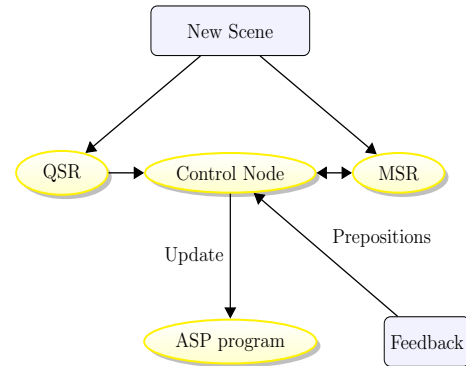 New Scene
QSR
Control Node
MSR
Update
Prepositions
ASP program
Feedback